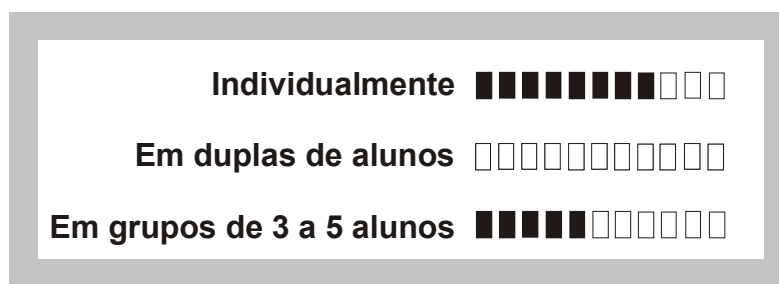 Individualmente
Em duplas de alunos
Em grupos de 3 a 5 alunos